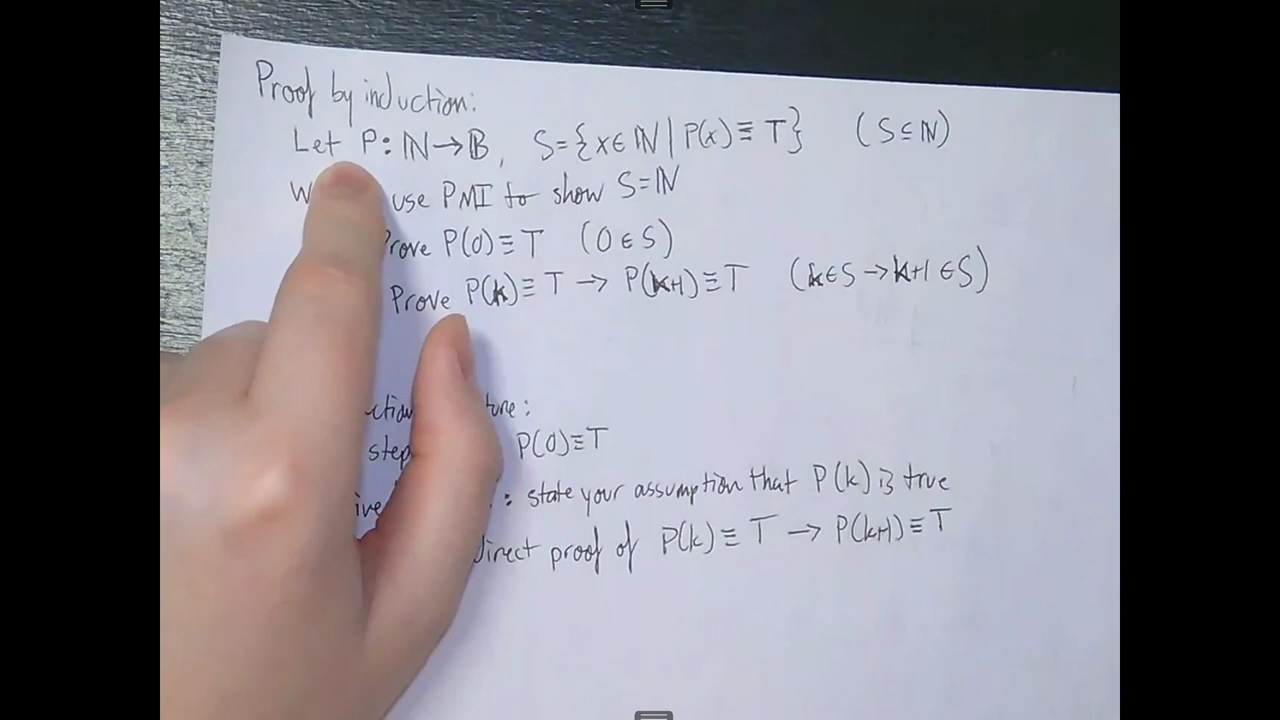 Proof by induction:
Let P: ℕ → 𝔹, S = {x ∈ ℕ | P(x) ≡ T} (S ⊆ ℕ)
use PMI to show S = ℕ
Prove P(0) ≡ T (0 ∈ S)
Prove P(k) ≡ T → P(k+1) ≡ T (k ∈ S → k+1 ∈ S)
:
step P(0) ≡ T
: state your assumption that P(k) is true
direct proof of P(k) ≡ T → P(k+1) ≡ T